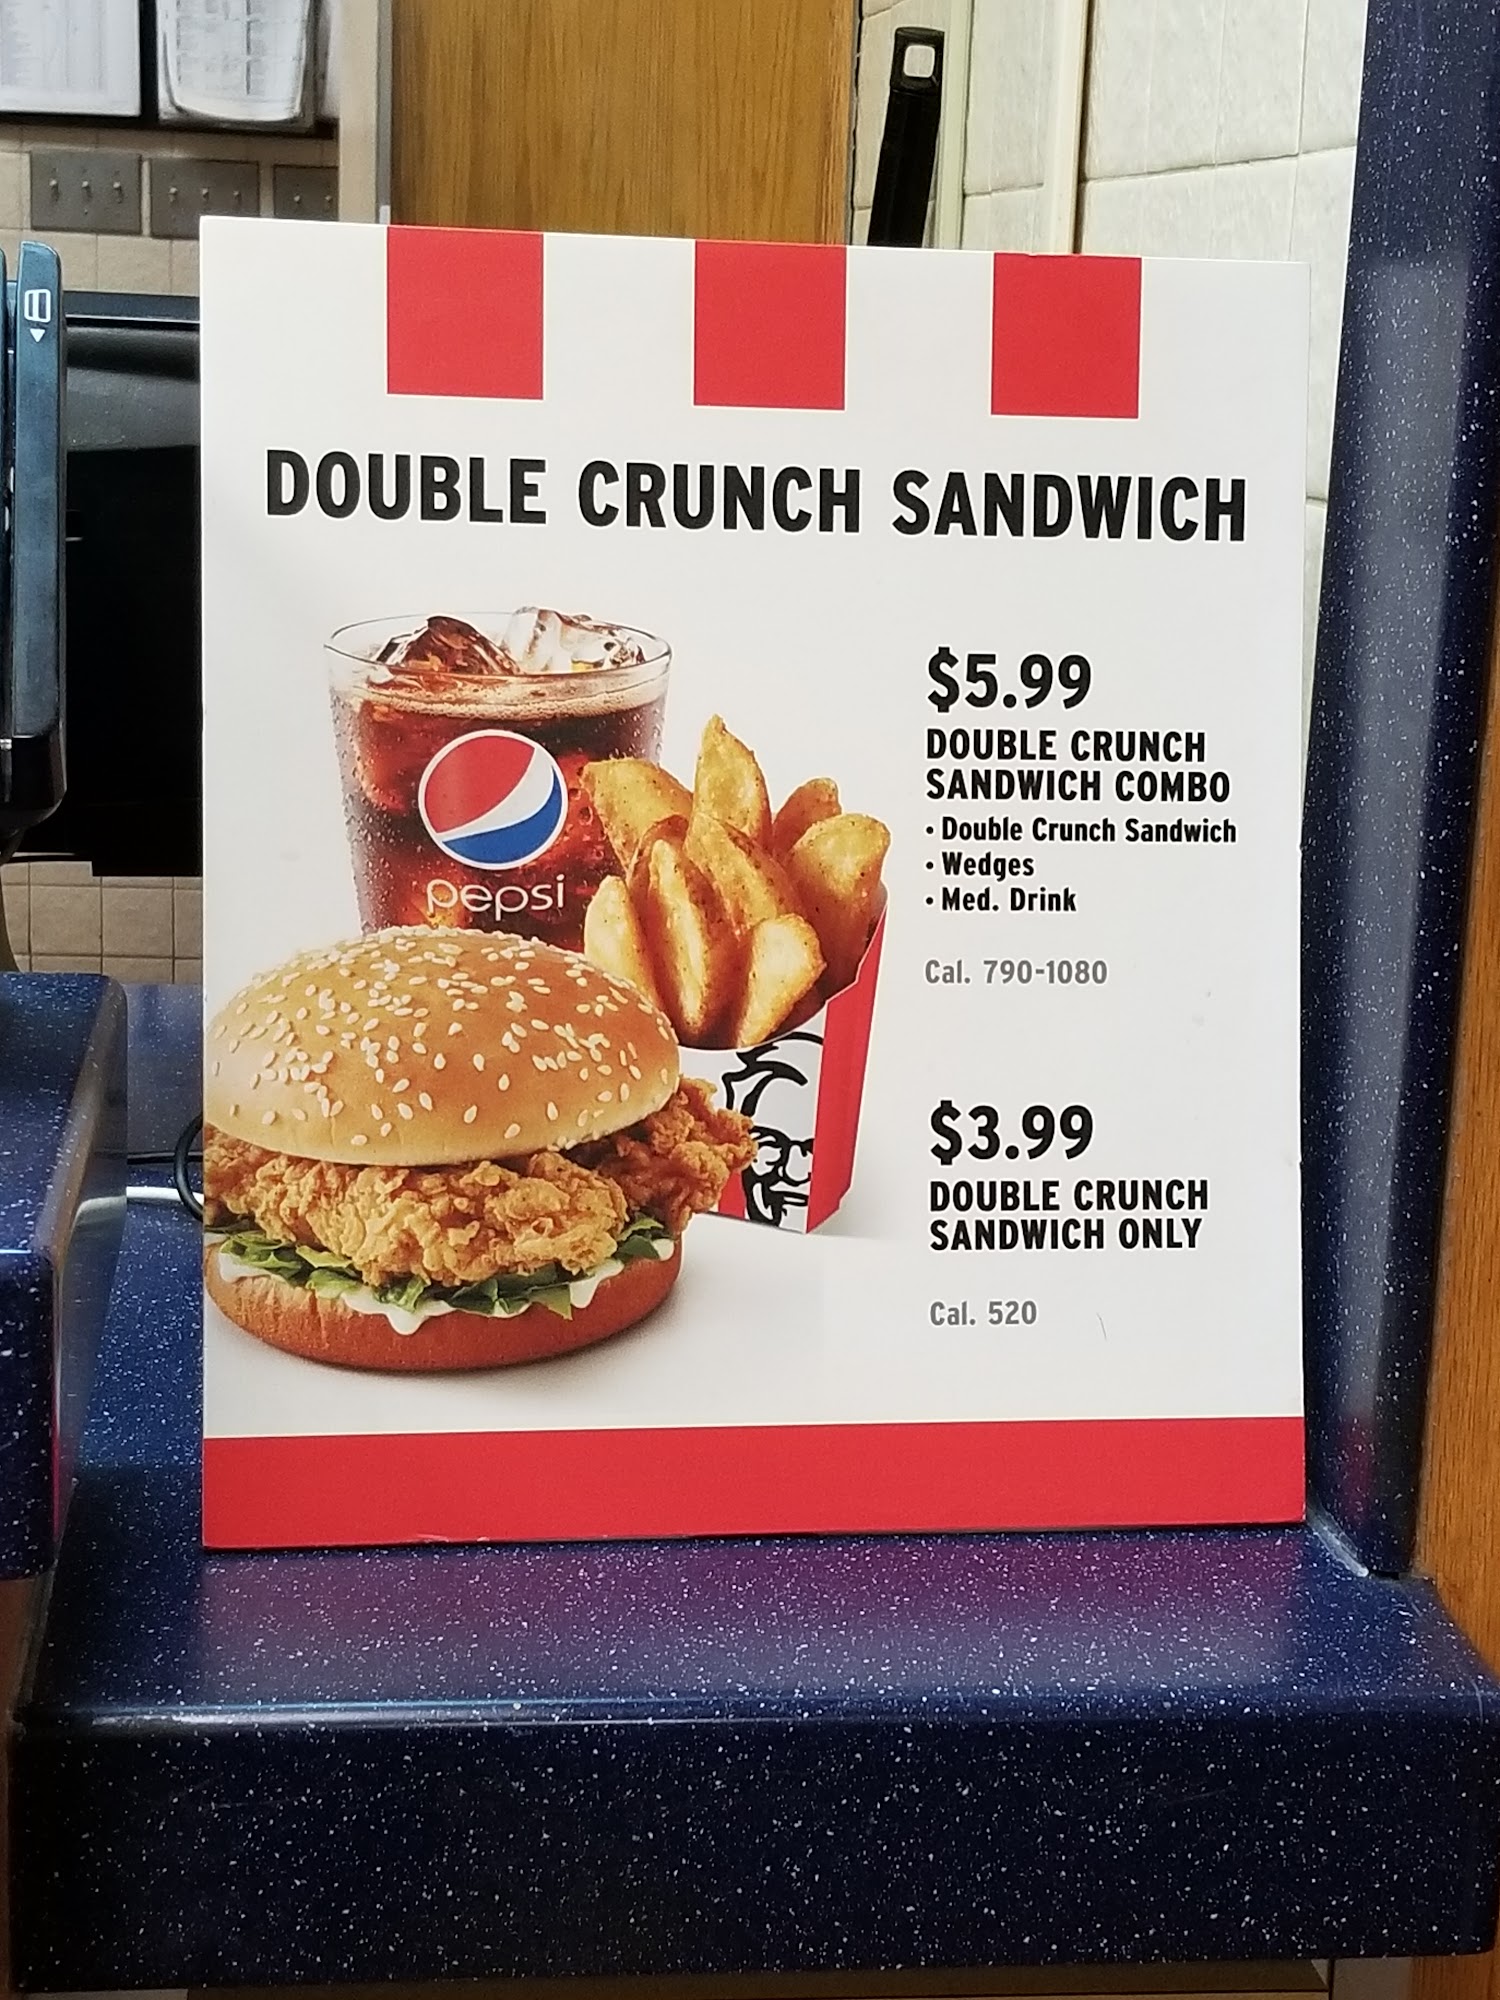 DOUBLE CRUNCH SANDWICH
pepsi
$5.99
DOUBLE CRUNCH
SANDWICH COMBO
• Double Crunch Sandwich
• Wedges
• Med. Drink
Cal. 790-1080
$3.99
DOUBLE CRUNCH
SANDWICH ONLY
Cal. 520